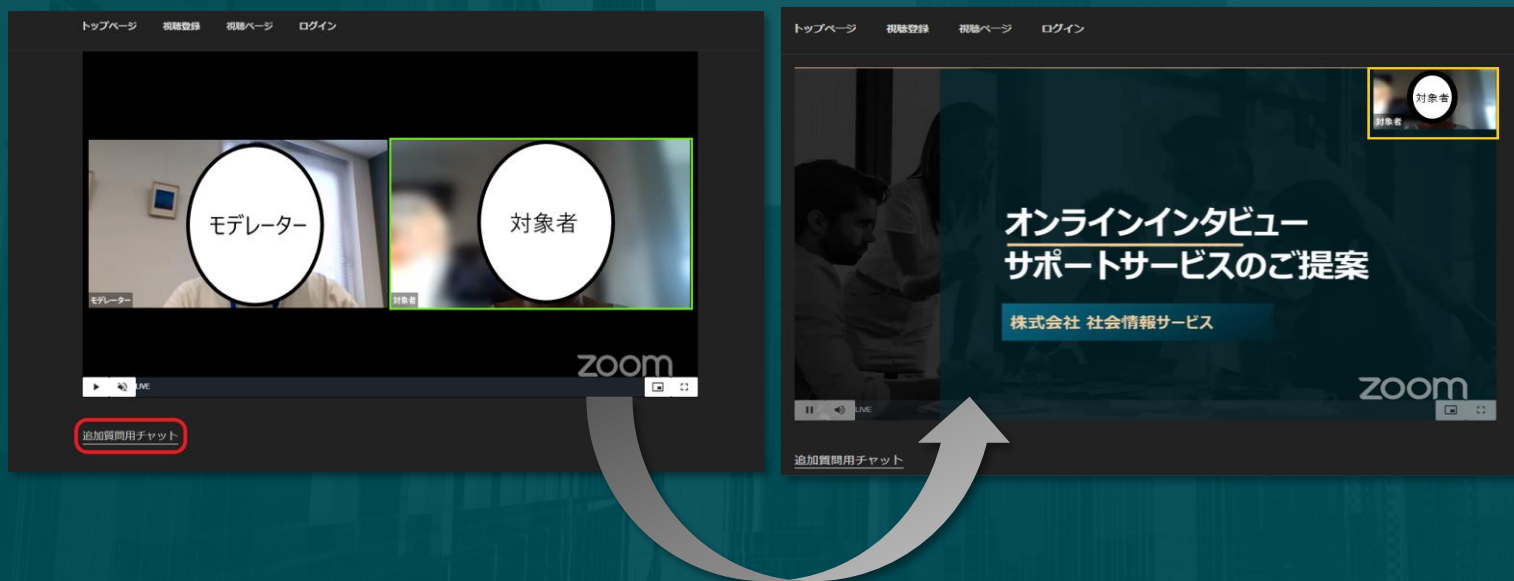 トップページ 視聴登録 視聴ページ ログイン
モデレーター
対象者
モデレーター
対象者
zoom
LIVE
追加質問用チャット
トップページ 視聴登録 視聴ページ ログイン
対象者
対象者
オンラインインタビュー
サポートサービスのご提案
株式会社 社会情報サービス
zoom
LIVE
追加質問用チャット